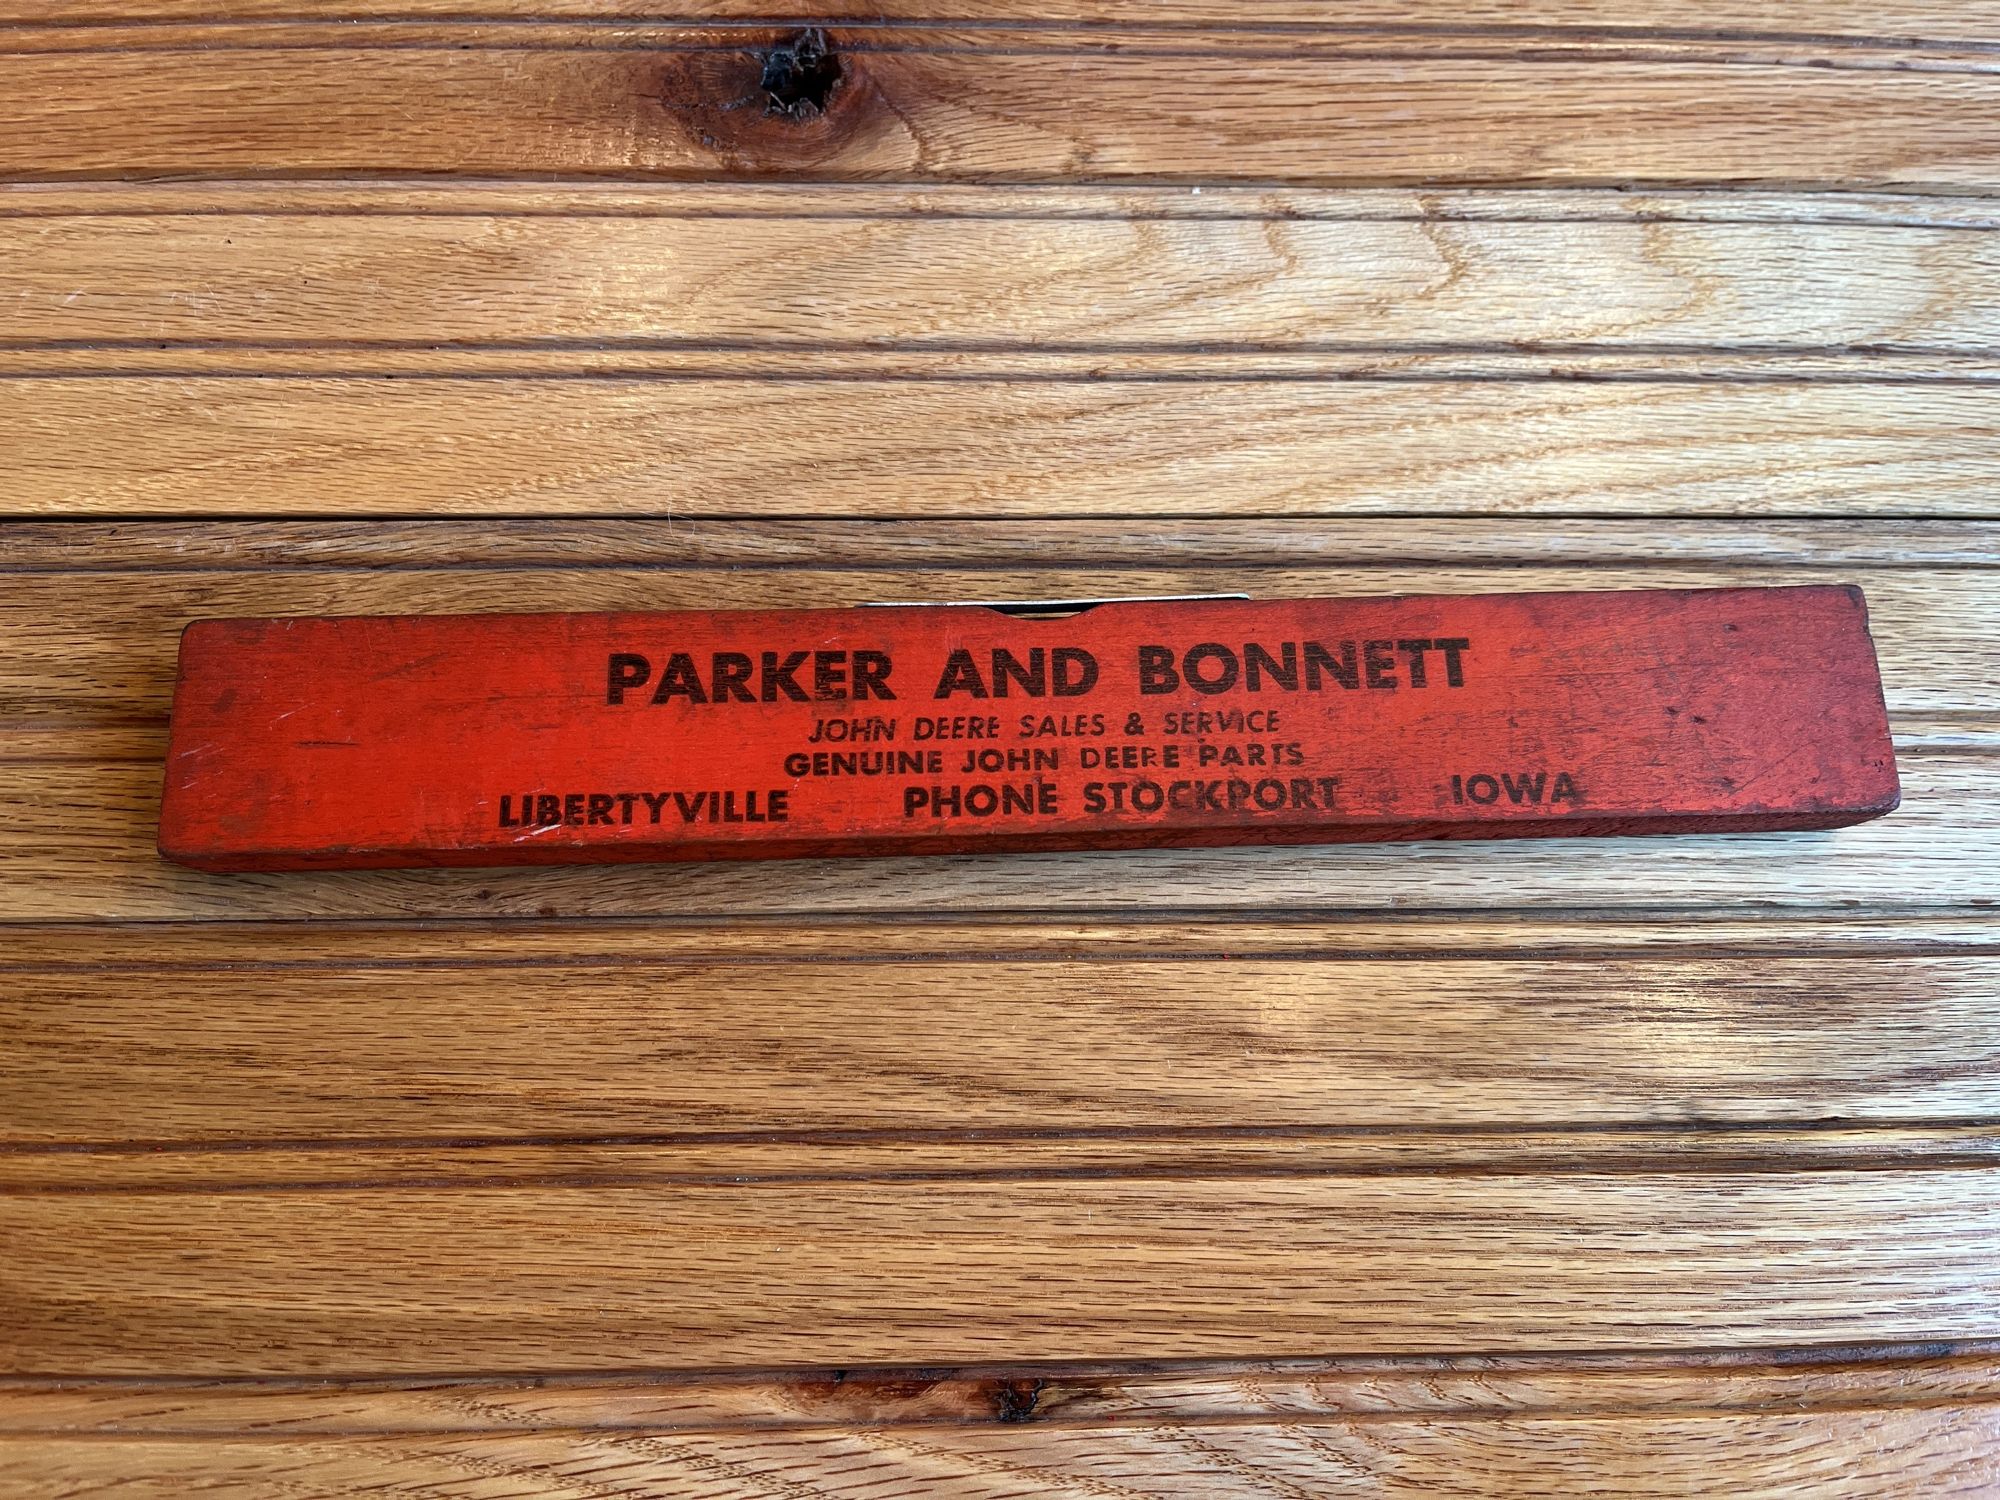 PARKER AND BONNETT
JOHN DEERE SALES & SERVICE
GENUINE JOHN DEERE PARTS
LIBERTYVILLE PHONE STOCKPORT IOWA